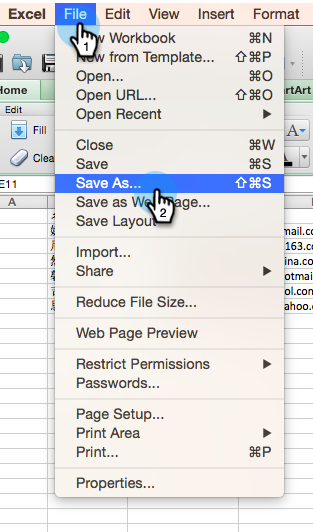 Excel File Edit View Insert Format
1
New Workbook ⌘N
New from Template... ⇧⌘P
Open... ⌘O
Open URL... ⇧⌘O
Open Recent ▶
Close ⌘W
Save ⌘S
Save As... ⇧⌘S
2
Save as Web Page...
Save Layout
Import...
Share ▶
Reduce File Size...
Web Page Preview
Restrict Permissions ▶
Passwords...
Page Setup...
Print Area ▶
Print... ⌘P
Properties...
Home
Edit
Fill
Clea
E11
A
mail.co
163.co
ina.co
otmail
ol.com
ahoo.